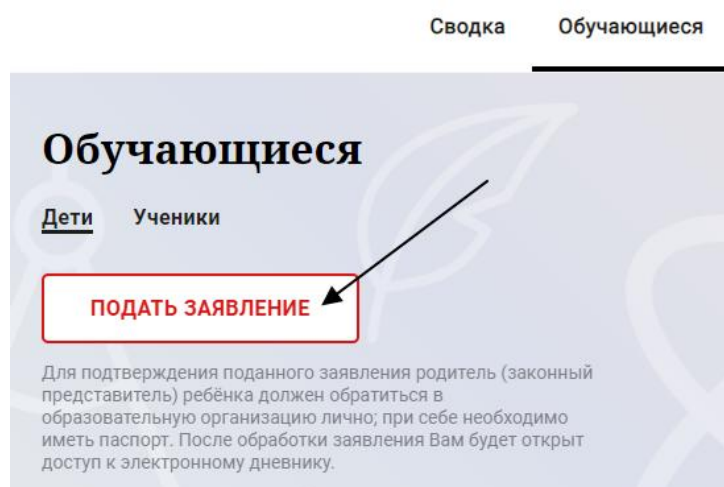 Сводка Обучающиеся
Обучающиеся
Дети Ученики
ПОДАТЬ ЗАЯВЛЕНИЕ
Для подтверждения поданного заявления родитель (законный
представитель) ребёнка должен обратиться в
образовательную организацию лично; при себе необходимо
иметь паспорт. После обработки заявления Вам будет открыт
доступ к электронному дневнику.